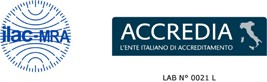 ilac-MRA
ACCREDIA
L'ENTE ITALIANO DI ACCREDITAMENTO
LAB N° 0021 L